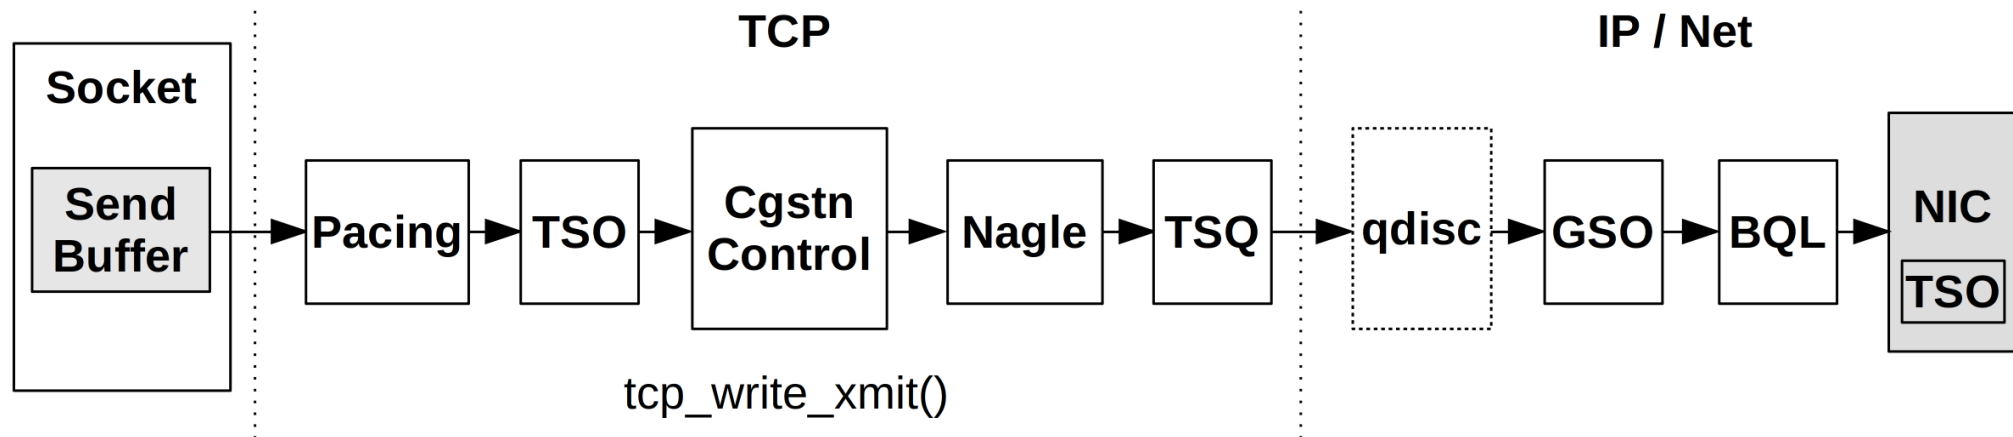 TCP
IP / Net
Socket
Send
Buffer
Pacing
TSO
Cgstn
Control
Nagle
TSQ
qdisc
GSO
BQL
NIC
TSO
tcp_write_xmit()